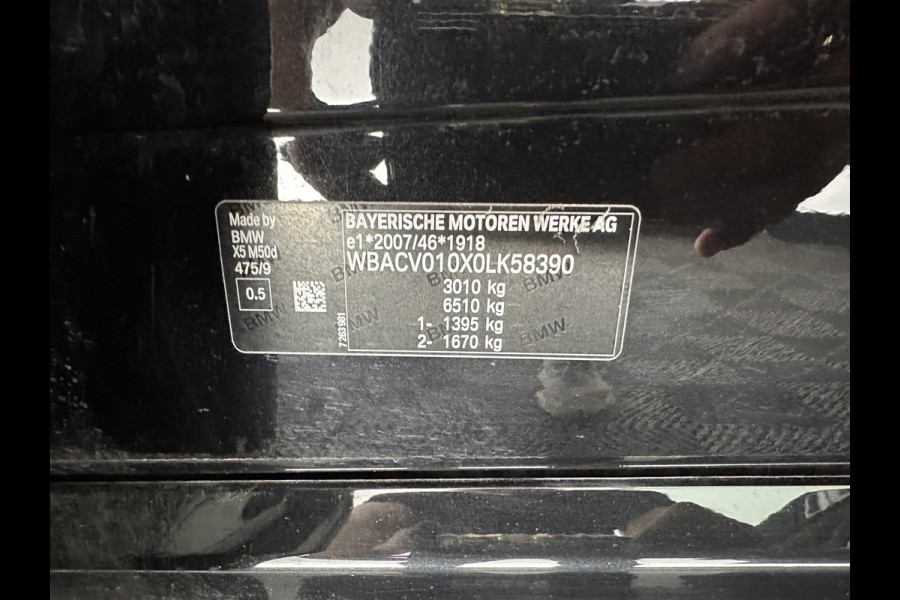 Made by
BMW
X5 M50d
475/9
0.5
BAYERISCHE MOTOREN WERKE AG
e1*2007/46*1918
WBACV010X0LK58390
3010 kg
6510 kg
1- 1395 kg
2- 1670 kg
7263981
BMW
BMW
BMW
BMW